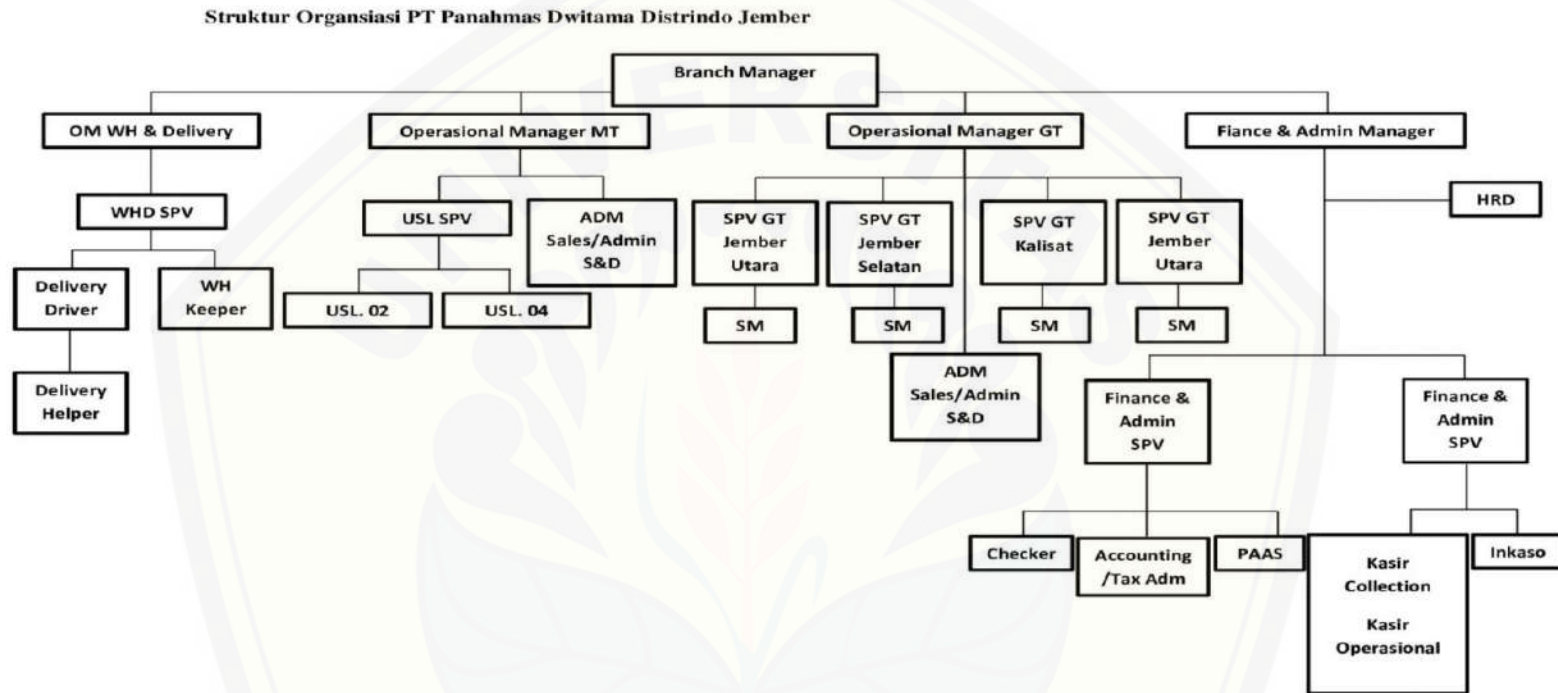 Struktur Organsiasi PT Panahmas Dwitama Distrindo Jember
Branch Manager
OM WH & Delivery
Operasional Manager MT
Operasional Manager GT
Fiance & Admin Manager
WHD SPV
USL SPV
ADM
Sales/Admin
S&D
SPV GT
Jember
Utara
SPV GT
Jember
Selatan
SPV GT
Kalisat
SPV GT
Jember
Utara
HRD
Delivery
Driver
WH
Keeper
USL. 02
USL. 04
SM
SM
SM
SM
Delivery
Helper
ADM
Sales/Admin
S&D
Finance &
Admin
SPV
Finance &
Admin
SPV
Checker
Accounting
/Tax Adm
PAAS
Kasir
Collection
Kasir
Operasional
Inkaso
UNIVERSITAS